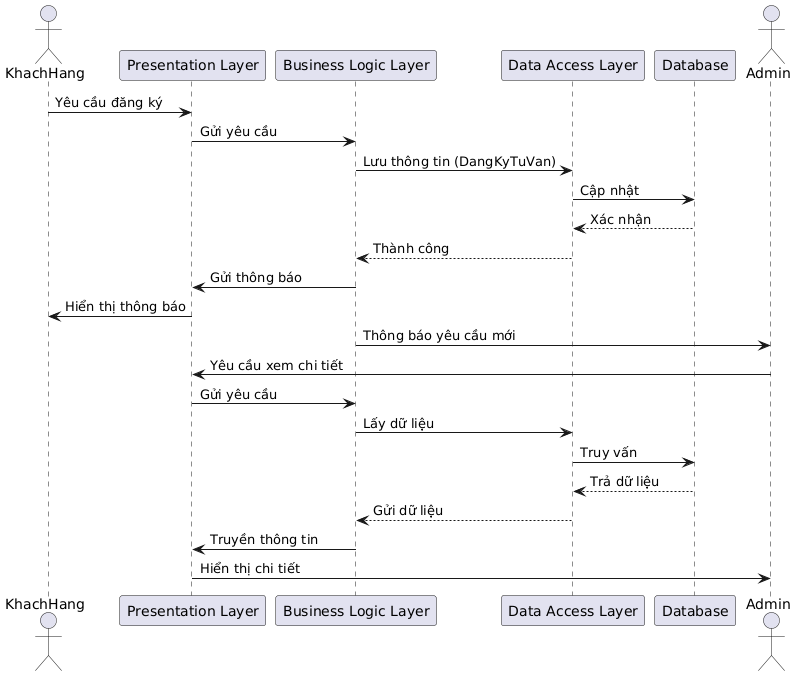 KhachHang
Presentation Layer
Business Logic Layer
Data Access Layer
Database
Admin
Yêu cầu đăng ký
Gửi yêu cầu
Lưu thông tin (DangKyTuVan)
Cập nhật
Xác nhận
Thành công
Gửi thông báo
Hiển thị thông báo
Thông báo yêu cầu mới
Yêu cầu xem chi tiết
Gửi yêu cầu
Lấy dữ liệu
Truy vấn
Trả dữ liệu
Gửi dữ liệu
Truyền thông tin
Hiển thị chi tiết
KhachHang
Presentation Layer
Business Logic Layer
Data Access Layer
Database
Admin